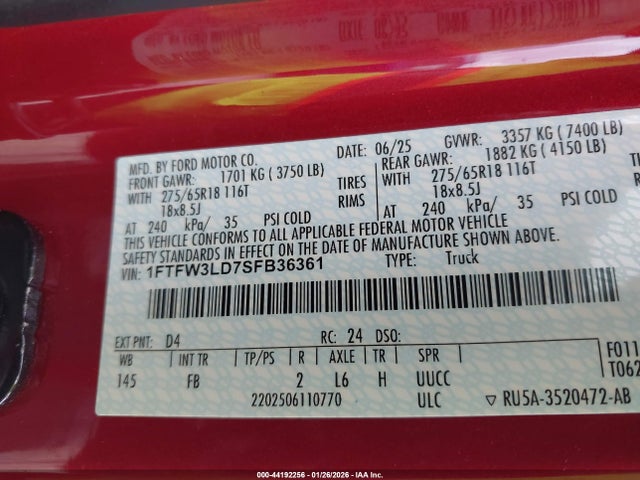 MFD. BY FORD MOTOR CO.
DATE: 06/25 GVWR: 3357 KG ( 7400 LB)
FRONT GAWR: 1701 KG ( 3750 LB) REAR GAWR: 1882 KG ( 4150 LB)
275/65R18 116T TIRES 275/65R18 116T
18x8.5J RIMS 18x8.5J
AT 240 kPa/ 35 PSI COLD AT 240 kPa/ 35 PSI COLD
THIS VEHICLE CONFORMS TO ALL APPLICABLE FEDERAL MOTOR VEHICLE
SAFETY STANDARDS IN EFFECT ON THE DATE OF MANUFACTURE SHOWN ABOVE.
VIN: 1FTFW3LD7SFB36361 TYPE: Truck
EXT PNT: D4 RC: 24 DSO:
WB INT TR TP/PS R AXLE TR SPR
145 FB 2 L6 H UUCC
2202506110770 ULC
F011
T062
▽ RU5A-3520472-AB
000-44192256 | 01/26/2026 | IAA Inc.